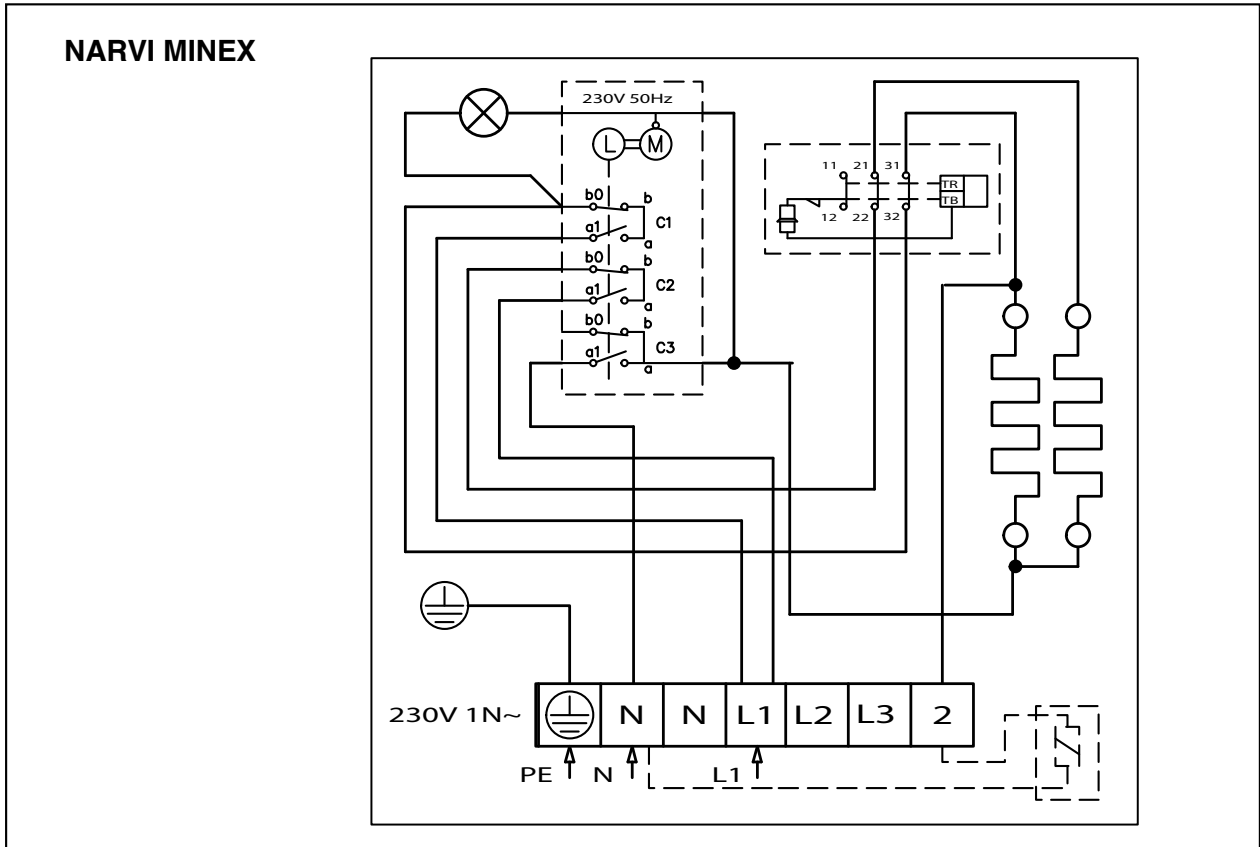 NARVI MINEX
230V 50Hz
L M
11 21 31
TR
TB
12 22 32
b0 b
C1
a1 a
b0 b
C2
a1 a
b0 b
C3
a1 a
230V 1N~ N N L1 L2 L3 2
PE N L1